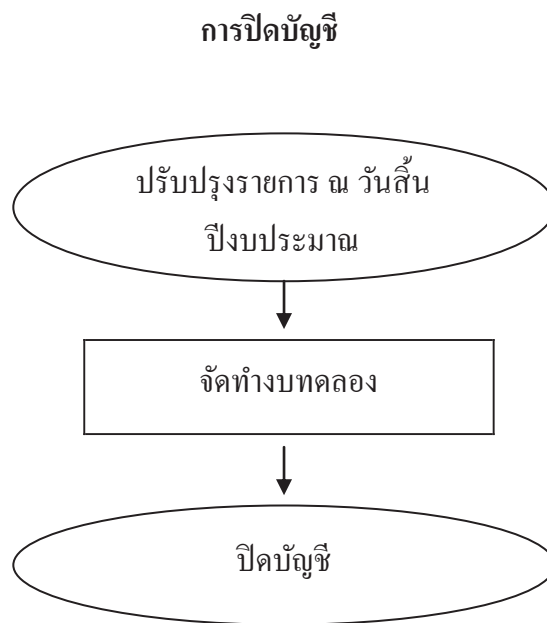 การปิดบัญชี
ปรับปรุงรายการ ณ วันสิ้น
ปีงบประมาณ
จัดทำงบทดลอง
ปิดบัญชี